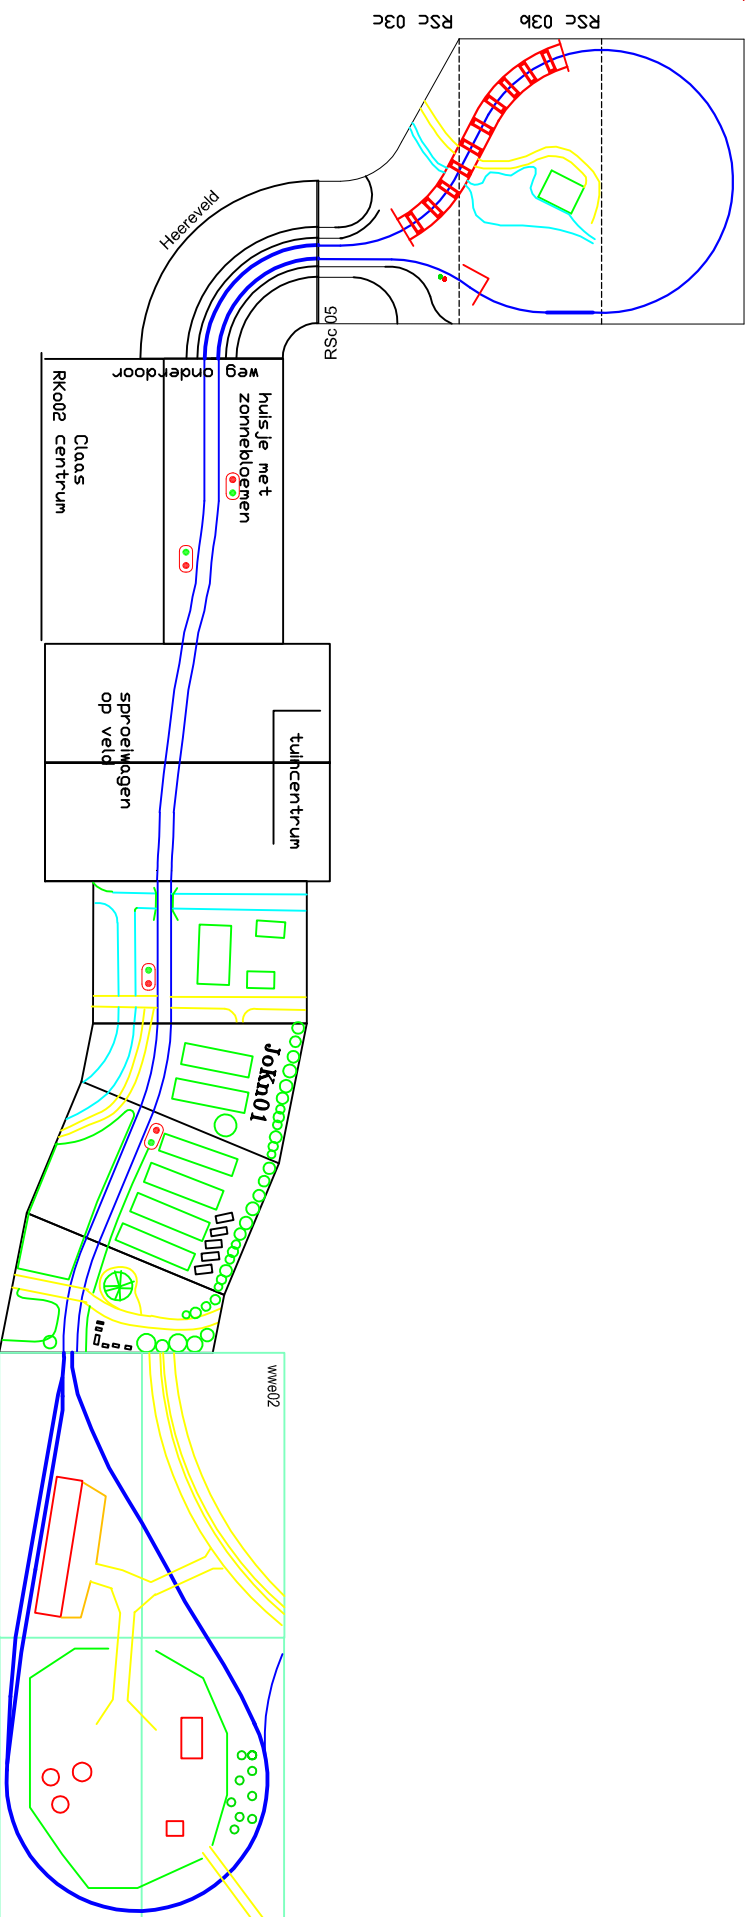 RSc 03c
RSc 03b
Heereveld
RSc 05
weg onderdoor
huisje met
zonnebloemen
Claas
RKo02 centrum
sproeiwagen
op veld
tuincentrum
JoKn01
wwe02